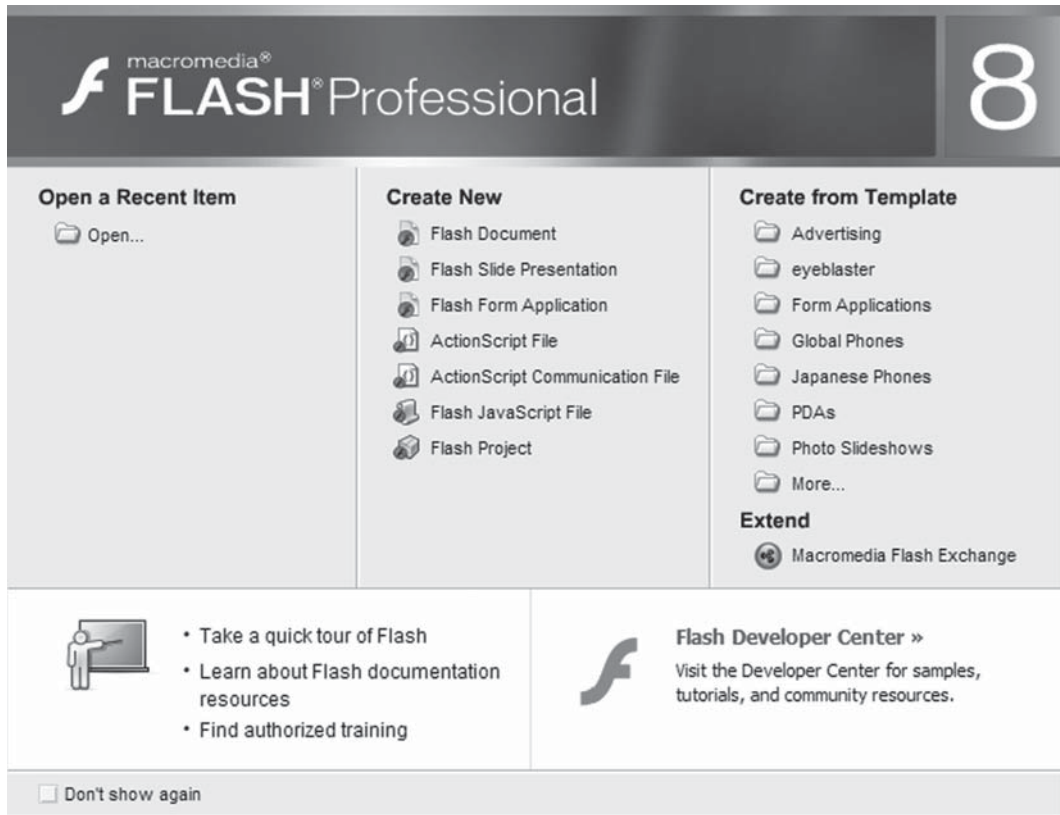 macromedia®
FLASH® Professional
8
Open a Recent Item
Open...
Create New
Flash Document
Flash Slide Presentation
Flash Form Application
ActionScript File
ActionScript Communication File
Flash JavaScript File
Flash Project
Create from Template
Advertising
eyeblaster
Form Applications
Global Phones
Japanese Phones
PDAs
Photo Slideshows
More...
Extend
Macromedia Flash Exchange
• Take a quick tour of Flash
• Learn about Flash documentation
resources
• Find authorized training
Flash Developer Center »
Visit the Developer Center for samples,
tutorials, and community resources.
Don't show again